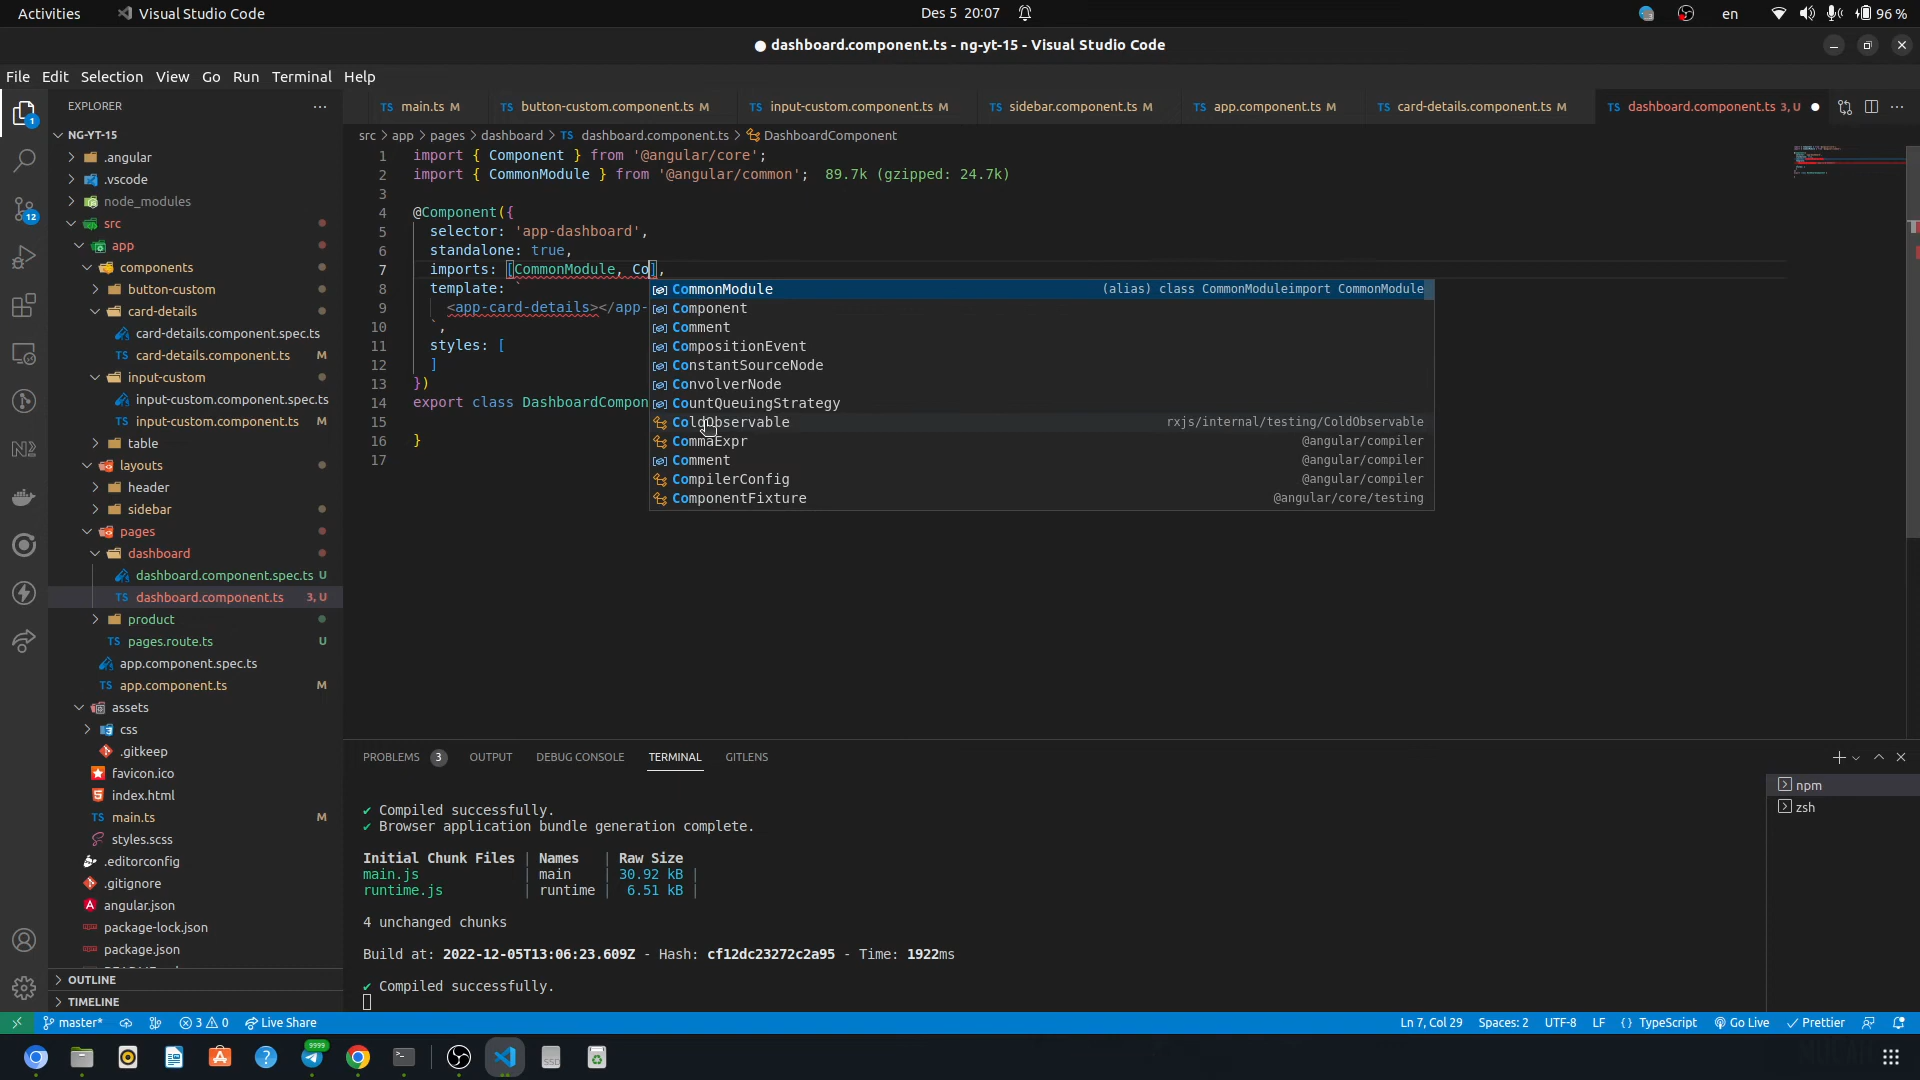 Activities
Visual Studio Code
Des 5 20:07
en
96 %
● dashboard.component.ts - ng-yt-15 - Visual Studio Code
File Edit Selection View Go Run Terminal Help
EXPLORER
TS main.ts M
TS button-custom.component.ts M
TS input-custom.component.ts M
TS sidebar.component.ts M
TS app.component.ts M
TS card-details.component.ts M
TS dashboard.component.ts 3, U ●
src > app > pages > dashboard > TS dashboard.component.ts > DashboardComponent
NG-YT-15
.angular
.vscode
node_modules
src
app
components
button-custom
card-details
card-details.component.spec.ts
TS card-details.component.ts M
input-custom
input-custom.component.spec.ts
TS input-custom.component.ts M
table
layouts
header
sidebar
pages
dashboard
dashboard.component.spec.ts U
TS dashboard.component.ts 3, U
product
TS pages.route.ts U
app.component.spec.ts
TS app.component.ts M
assets
css
.gitkeep
favicon.ico
index.html
TS main.ts M
styles.scss
.editorconfig
.gitignore
angular.json
package-lock.json
package.json
OUTLINE
TIMELINE
1 import { Component } from '@angular/core';
2 import { CommonModule } from '@angular/common'; 89.7k (gzipped: 24.7k)
3
4 @Component({
5 selector: 'app-dashboard',
6 standalone: true,
7 imports: [CommonModule, Co],
8 template: `
9 <app-card-details></app-
10 `,
11 styles: [
12 ]
13 })
14 export class DashboardCompon
15
16 }
17
CommonModule (alias) class CommonModuleimport CommonModule
Component
Comment
CompositionEvent
ConstantSourceNode
ConvolverNode
CountQueuingStrategy
ColdObservable rxjs/internal/testing/ColdObservable
CommaExpr @angular/compiler
Comment @angular/compiler
CompilerConfig @angular/compiler
ComponentFixture @angular/core/testing
PROBLEMS 3 OUTPUT DEBUG CONSOLE TERMINAL GITLENS
✔ Compiled successfully.
✔ Browser application bundle generation complete.
Initial Chunk Files | Names | Raw Size
main.js | main | 30.92 kB |
runtime.js | runtime | 6.51 kB |
4 unchanged chunks
Build at: 2022-12-05T13:06:23.609Z - Hash: cf12dc23272c2a95 - Time: 1922ms
✔ Compiled successfully.
npm
zsh
1
12
master* 3 0 Live Share
Ln 7, Col 29 Spaces: 2 UTF-8 LF {} TypeScript Go Live Prettier
9999
SSD